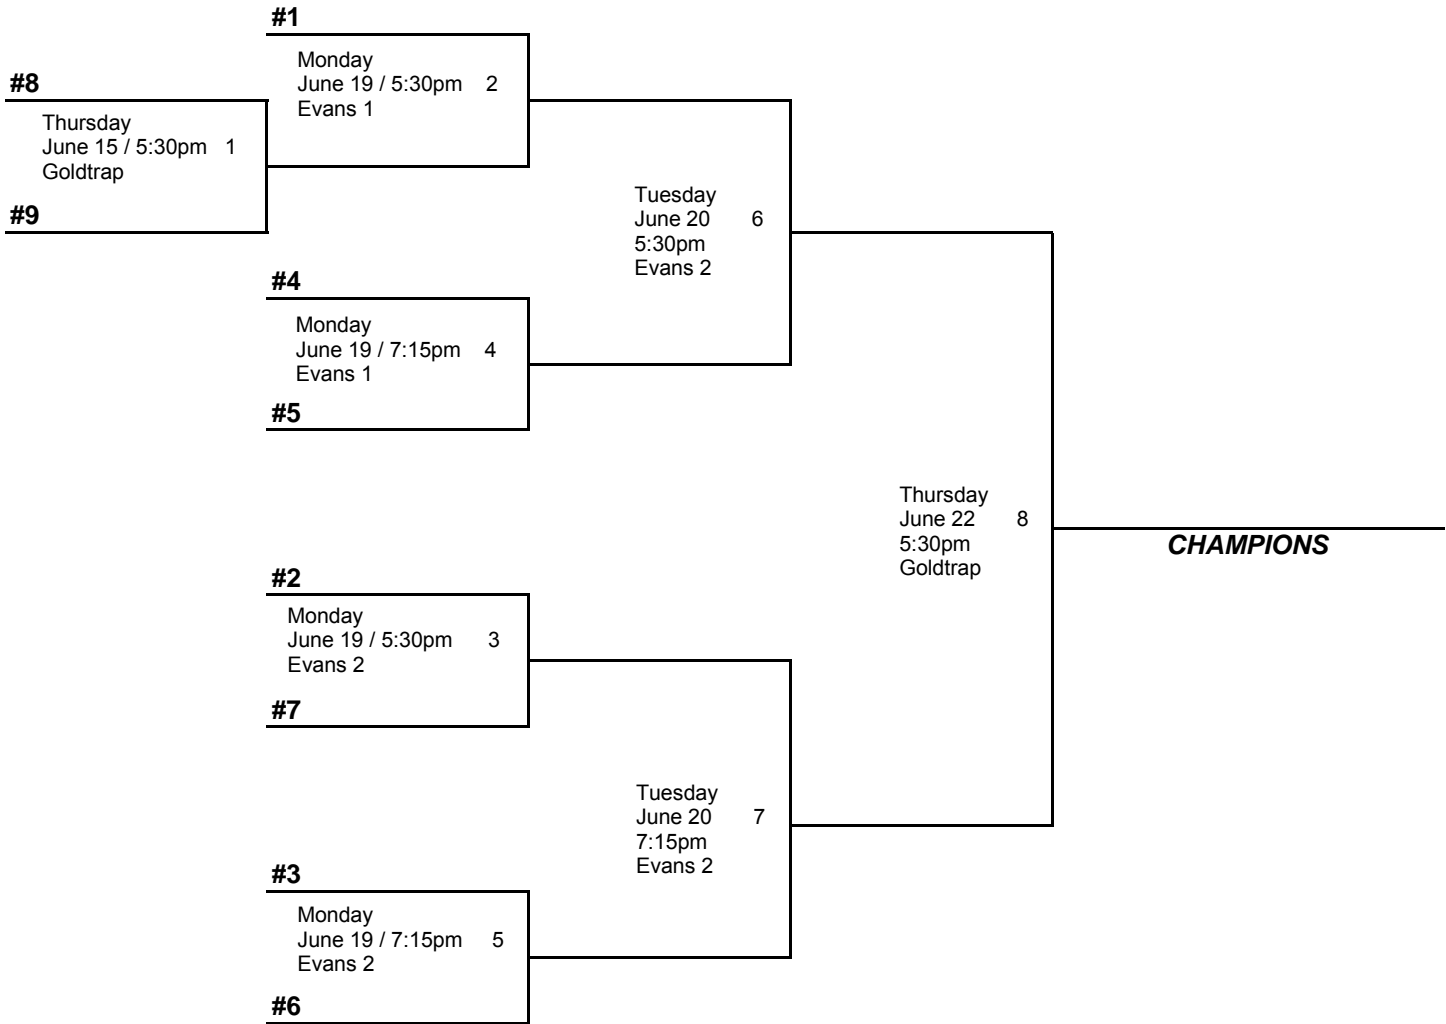 #1
Monday
June 19 / 5:30pm 2
Evans 1
#8
Thursday
June 15 / 5:30pm 1
Goldtrap
#9
Tuesday
June 20 6
5:30pm
Evans 2
#4
Monday
June 19 / 7:15pm 4
Evans 1
#5
Thursday
June 22 8
5:30pm
Goldtrap
CHAMPIONS
#2
Monday
June 19 / 5:30pm 3
Evans 2
#7
Tuesday
June 20 7
7:15pm
Evans 2
#3
Monday
June 19 / 7:15pm 5
Evans 2
#6